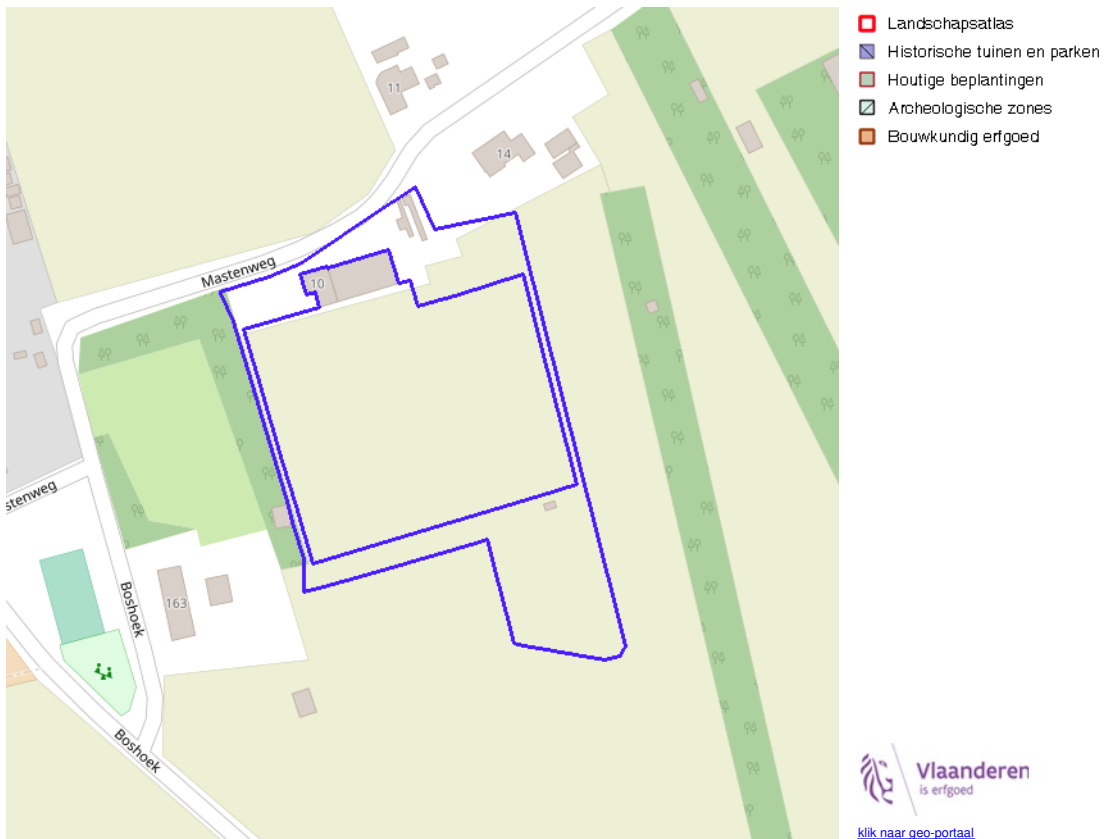 11
14
Mastenweg
10
stenweg
163
Boshoek
Boshoek
Landschapsatlas
Historische tuinen en parken
Houtige beplantingen
Archeologische zones
Bouwkundig erfgoed
Vlaanderen
is erfgoed
klik naar geo-portaal